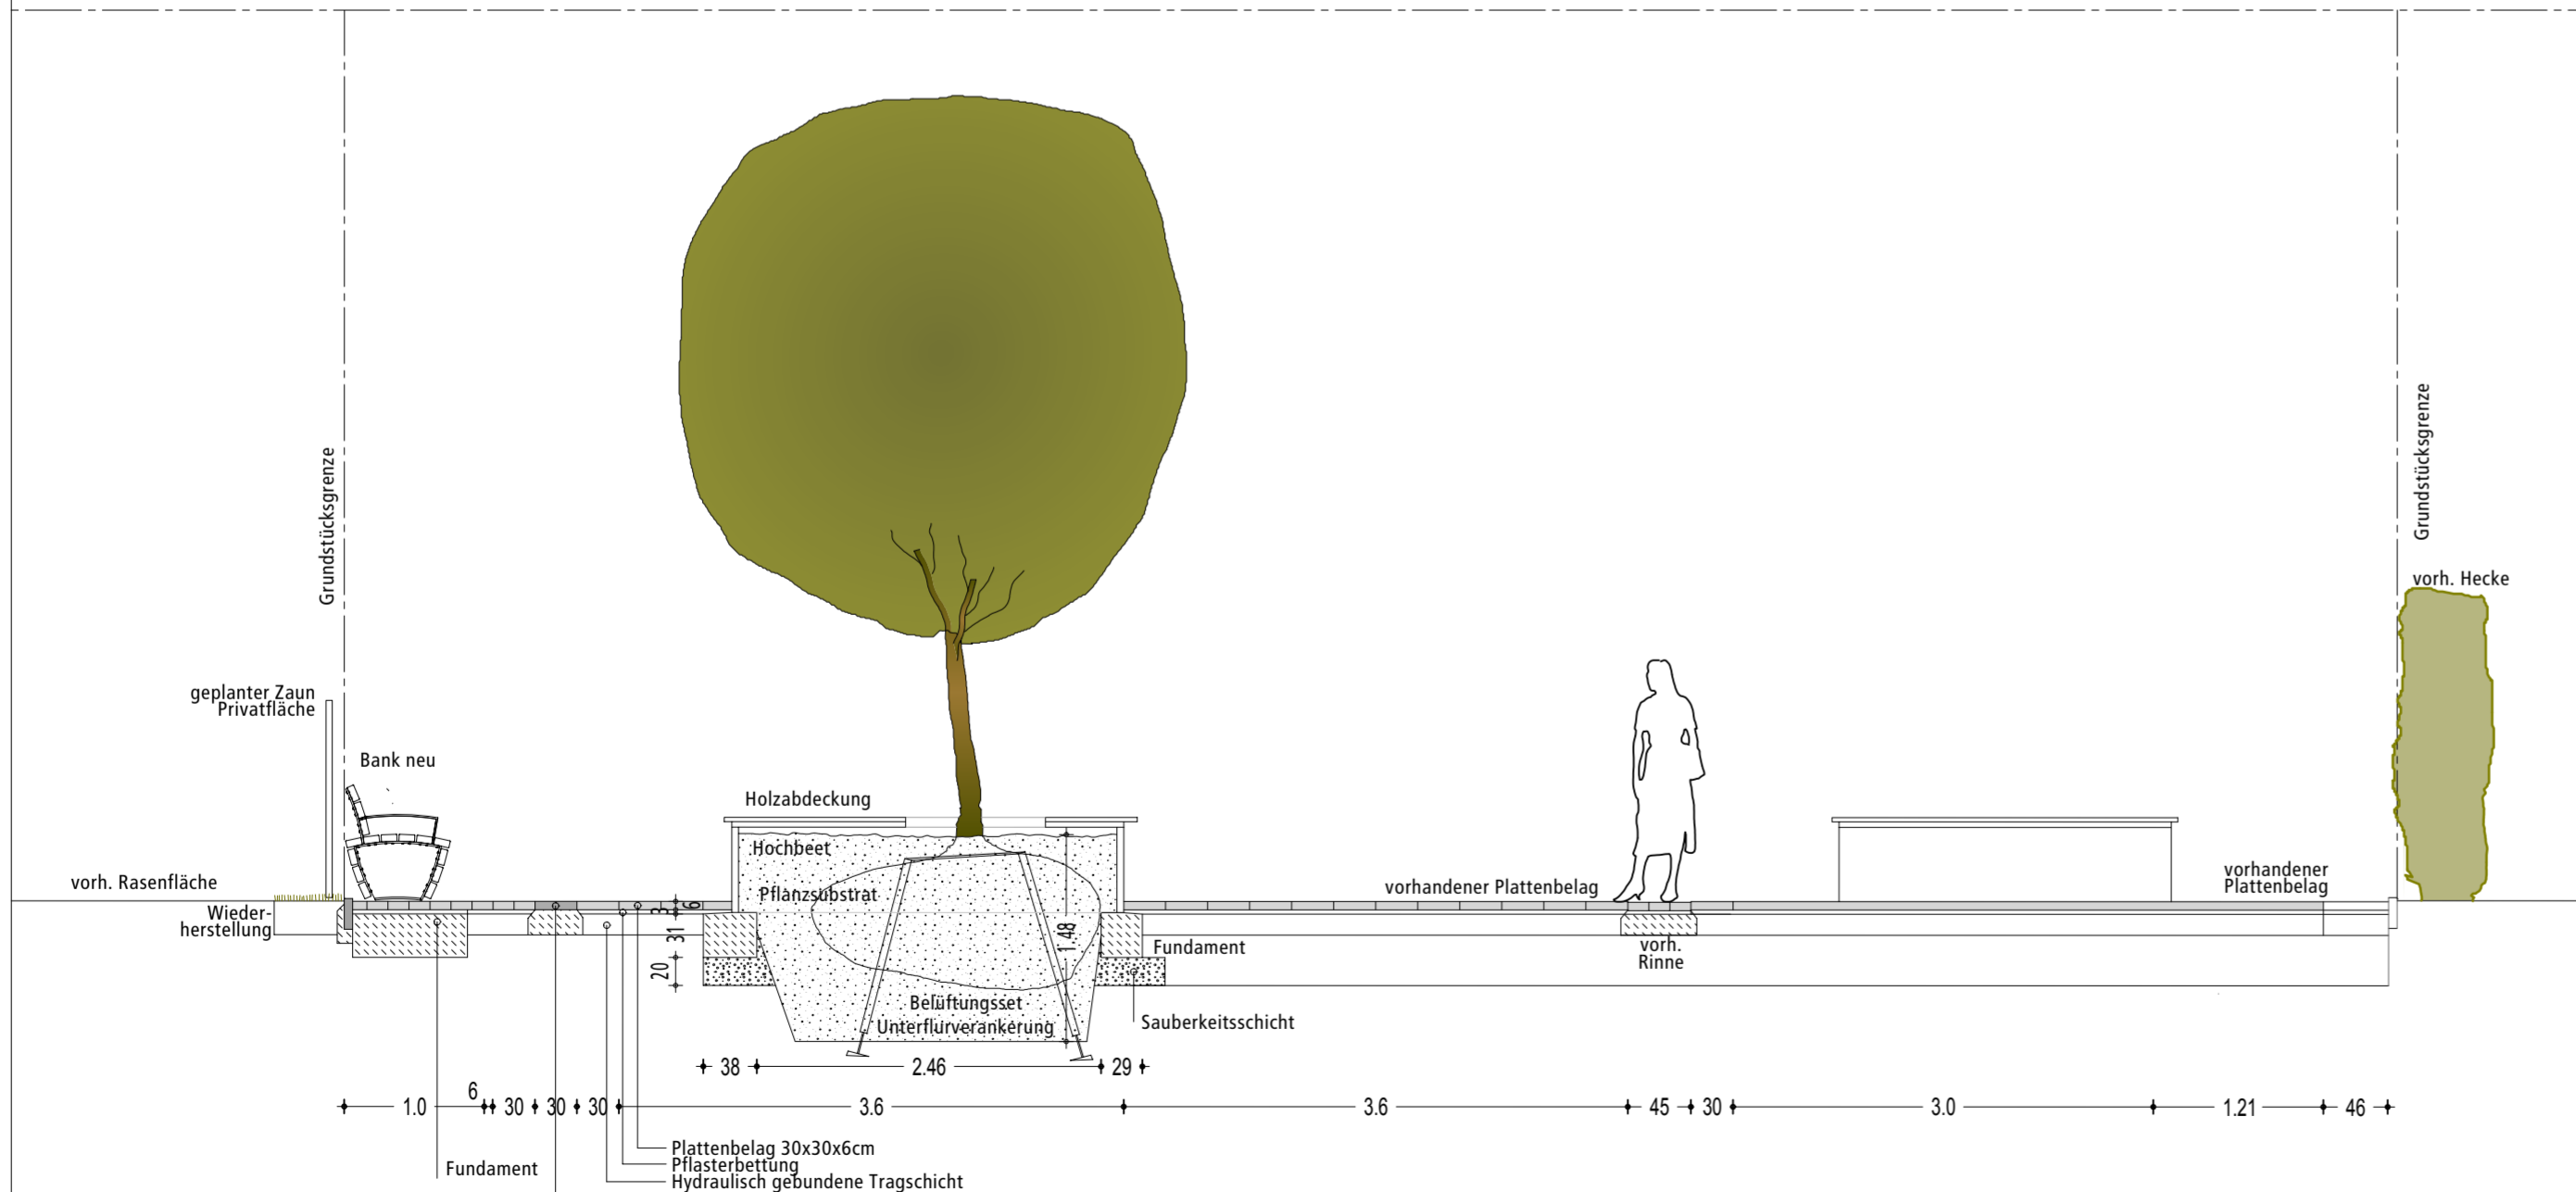 Grundstücksgrenze
Grundstücksgrenze
vorh. Hecke
geplanter Zaun
Privatfläche
Bank neu
Holzabdeckung
Hochbeet
vorh. Rasenfläche
Pflanzsubstrat
vorhandener Plattenbelag
vorhandener
Plattenbelag
Wieder-
herstellung
3 6
31
1.48
Fundament
vorh.
Rinne
20
Belüftungsset
Unterflurverankerung
Sauberkeitsschicht
38 2.46 29
6
1.0 30 30 30 3.6 3.6 45 30 3.0 1.21 46
Plattenbelag 30x30x6cm
Fundament
Pflasterbettung
Hydraulisch gebundene Tragschicht